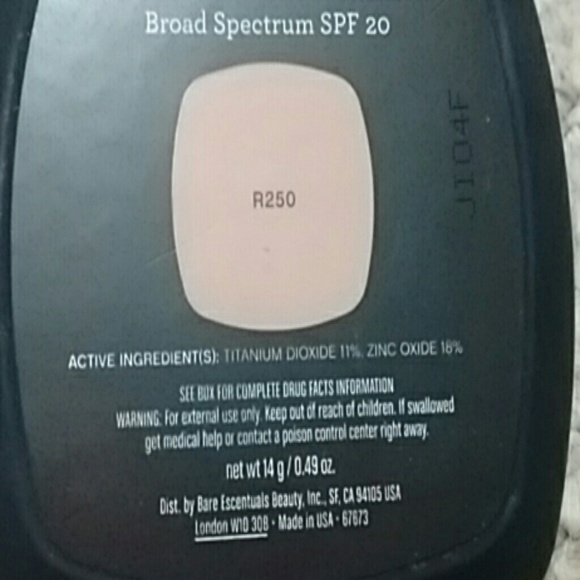 Broad Spectrum SPF 20
R250
J104F
ACTIVE INGREDIENT(S): TITANIUM DIOXIDE 11%, ZINC OXIDE 18%
SEE BOX FOR COMPLETE DRUG FACTS INFORMATION
WARNING: For external use only. Keep out of reach of children. If swallowed
get medical help or contact a poison control center right away.
net wt 14 g / 0.49 oz.
Dist. by Bare Escentuals Beauty, Inc., SF, CA 94105 USA
London W1D 3QB • Made in USA • 67673